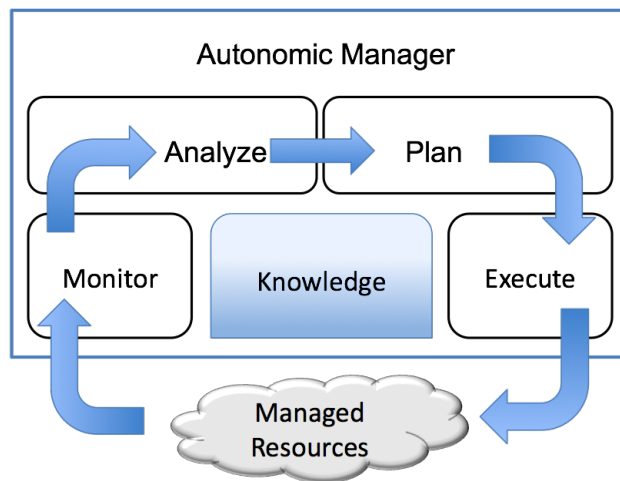 Autonomic Manager
Analyze
Plan
Monitor
Knowledge
Execute
Managed
Resources